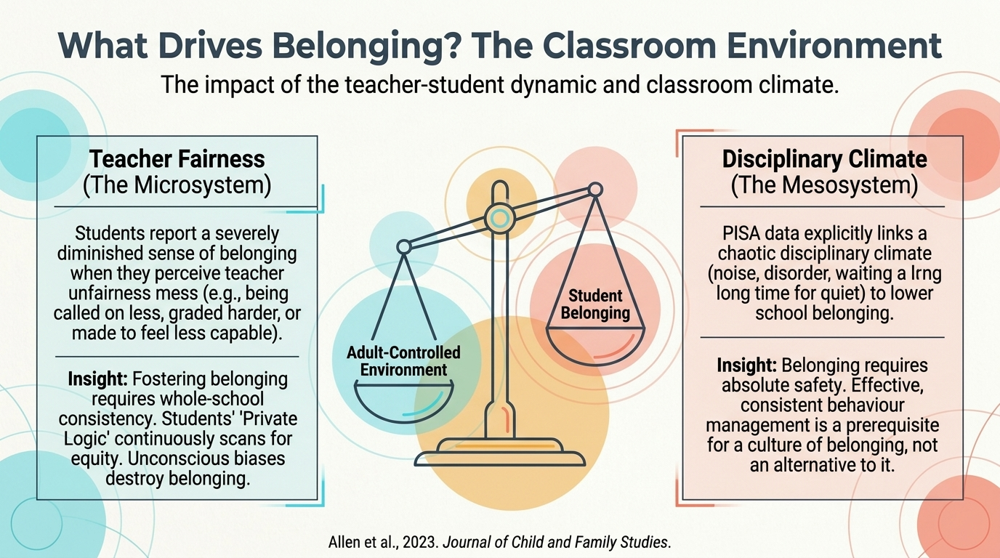 What Drives Belonging? The Classroom Environment
The impact of the teacher-student dynamic and classroom climate.
Teacher Fairness
(The Microsystem)
Students report a severely
diminished sense of belonging
when they perceive teacher
unfairness mess (e.g., being
called on less, graded harder, or
made to feel less capable).
Insight: Fostering belonging
requires whole-school
consistency. Students' 'Private
Logic' continuously scans for
equity. Unconscious biases
destroy belonging.
Adult-Controlled
Environment
Student
Belonging
Disciplinary Climate
(The Mesosystem)
PISA data explicitly links a
chaotic disciplinary climate
(noise, disorder, waiting a lrng
long time for quiet) to lower
school belonging.
Insight: Belonging requires
absolute safety. Effective,
consistent behaviour
management is a prerequisite
for a culture of belonging, not
an alternative to it.
Allen et al., 2023. Journal of Child and Family Studies.